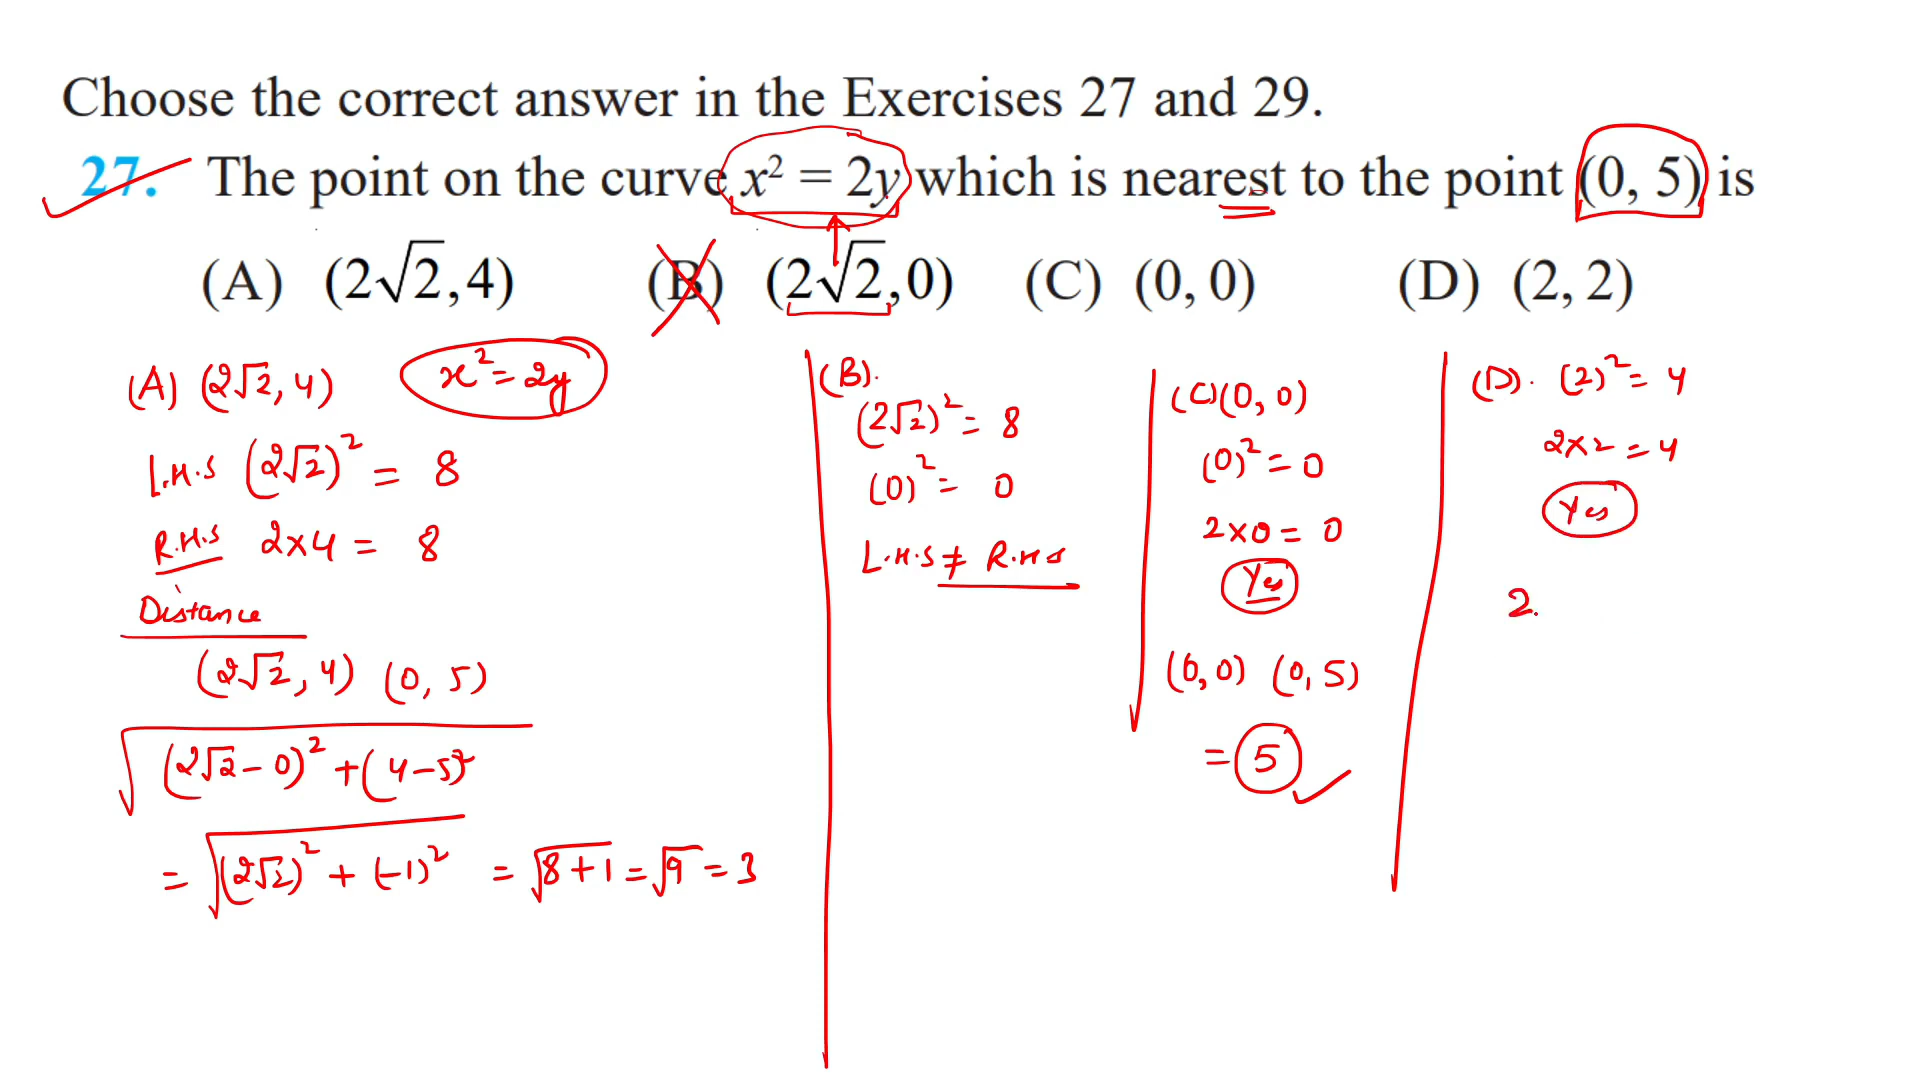 Choose the correct answer in the Exercises 27 and 29.
27. The point on the curve x² = 2y which is nearest to the point (0, 5) is
(A) (2√2,4) (B) (2√2,0) (C) (0, 0) (D) (2, 2)
(A) (2√2, 4) x² = 2y
L.H.S (2√2)² = 8
R.H.S 2×4 = 8
Distance
(2√2, 4) (0, 5)
√(2√2 – 0)² + (4 – 5)²
= √(2√2)² + (–1)² = √8+1 = √9 = 3
(B).
(2√2)² = 8
(0)² = 0
L.H.S ≠ R.H.S
(C) (0, 0)
(0)² = 0
2×0 = 0
Yes
(0, 0) (0, 5)
= 5
(D). (2)² = 4
2×2 = 4
Yes
2.